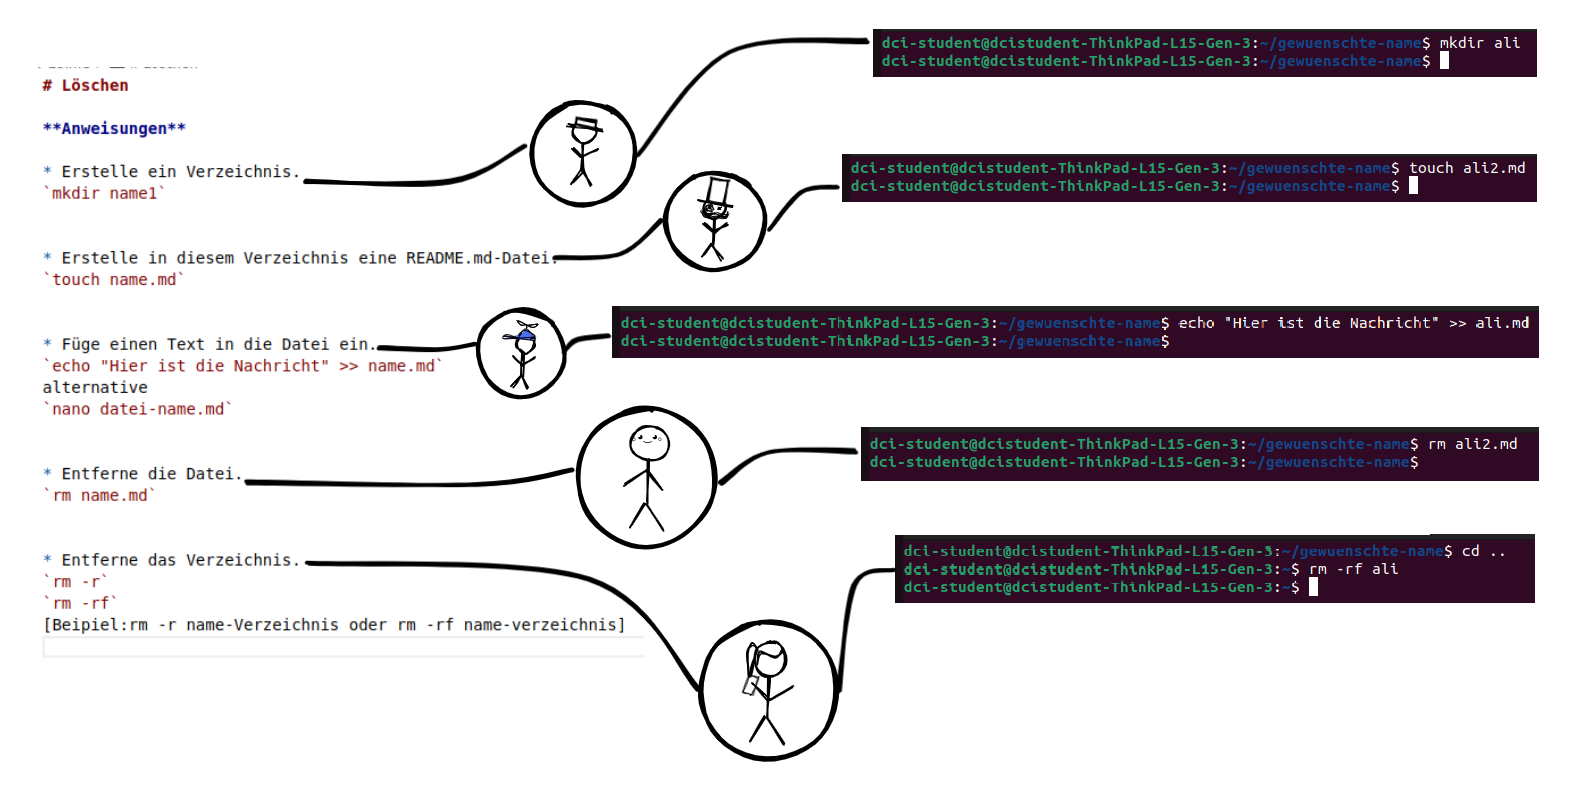 # Löschen
**Anweisungen**
* Erstelle ein Verzeichnis.
`mkdir name1`
* Erstelle in diesem Verzeichnis eine README.md-Datei.
`touch name.md`
* Füge einen Text in die Datei ein.
`echo "Hier ist die Nachricht" >> name.md`
alternative
`nano datei-name.md`
* Entferne die Datei.
`rm name.md`
* Entferne das Verzeichnis.
`rm -r`
`rm -rf`
[Beipiel:rm -r name-Verzeichnis oder rm -rf name-verzeichnis]
dci-student@dcistudent-ThinkPad-L15-Gen-3:~/gewuenschte-name$ mkdir ali
dci-student@dcistudent-ThinkPad-L15-Gen-3:~/gewuenschte-name$
dci-student@dcistudent-ThinkPad-L15-Gen-3:~/gewuenschte-name$ touch ali2.md
dci-student@dcistudent-ThinkPad-L15-Gen-3:~/gewuenschte-name$
dci-student@dcistudent-ThinkPad-L15-Gen-3:~/gewuenschte-name$ echo "Hier ist die Nachricht" >> ali.md
dci-student@dcistudent-ThinkPad-L15-Gen-3:~/gewuenschte-name$
dci-student@dcistudent-ThinkPad-L15-Gen-3:~/gewuenschte-name$ rm ali2.md
dci-student@dcistudent-ThinkPad-L15-Gen-3:~/gewuenschte-name$
dci-student@dcistudent-ThinkPad-L15-Gen-3:~/gewuenschte-name$ cd ..
dci-student@dcistudent-ThinkPad-L15-Gen-3:~$ rm -rf ali
dci-student@dcistudent-ThinkPad-L15-Gen-3:~$